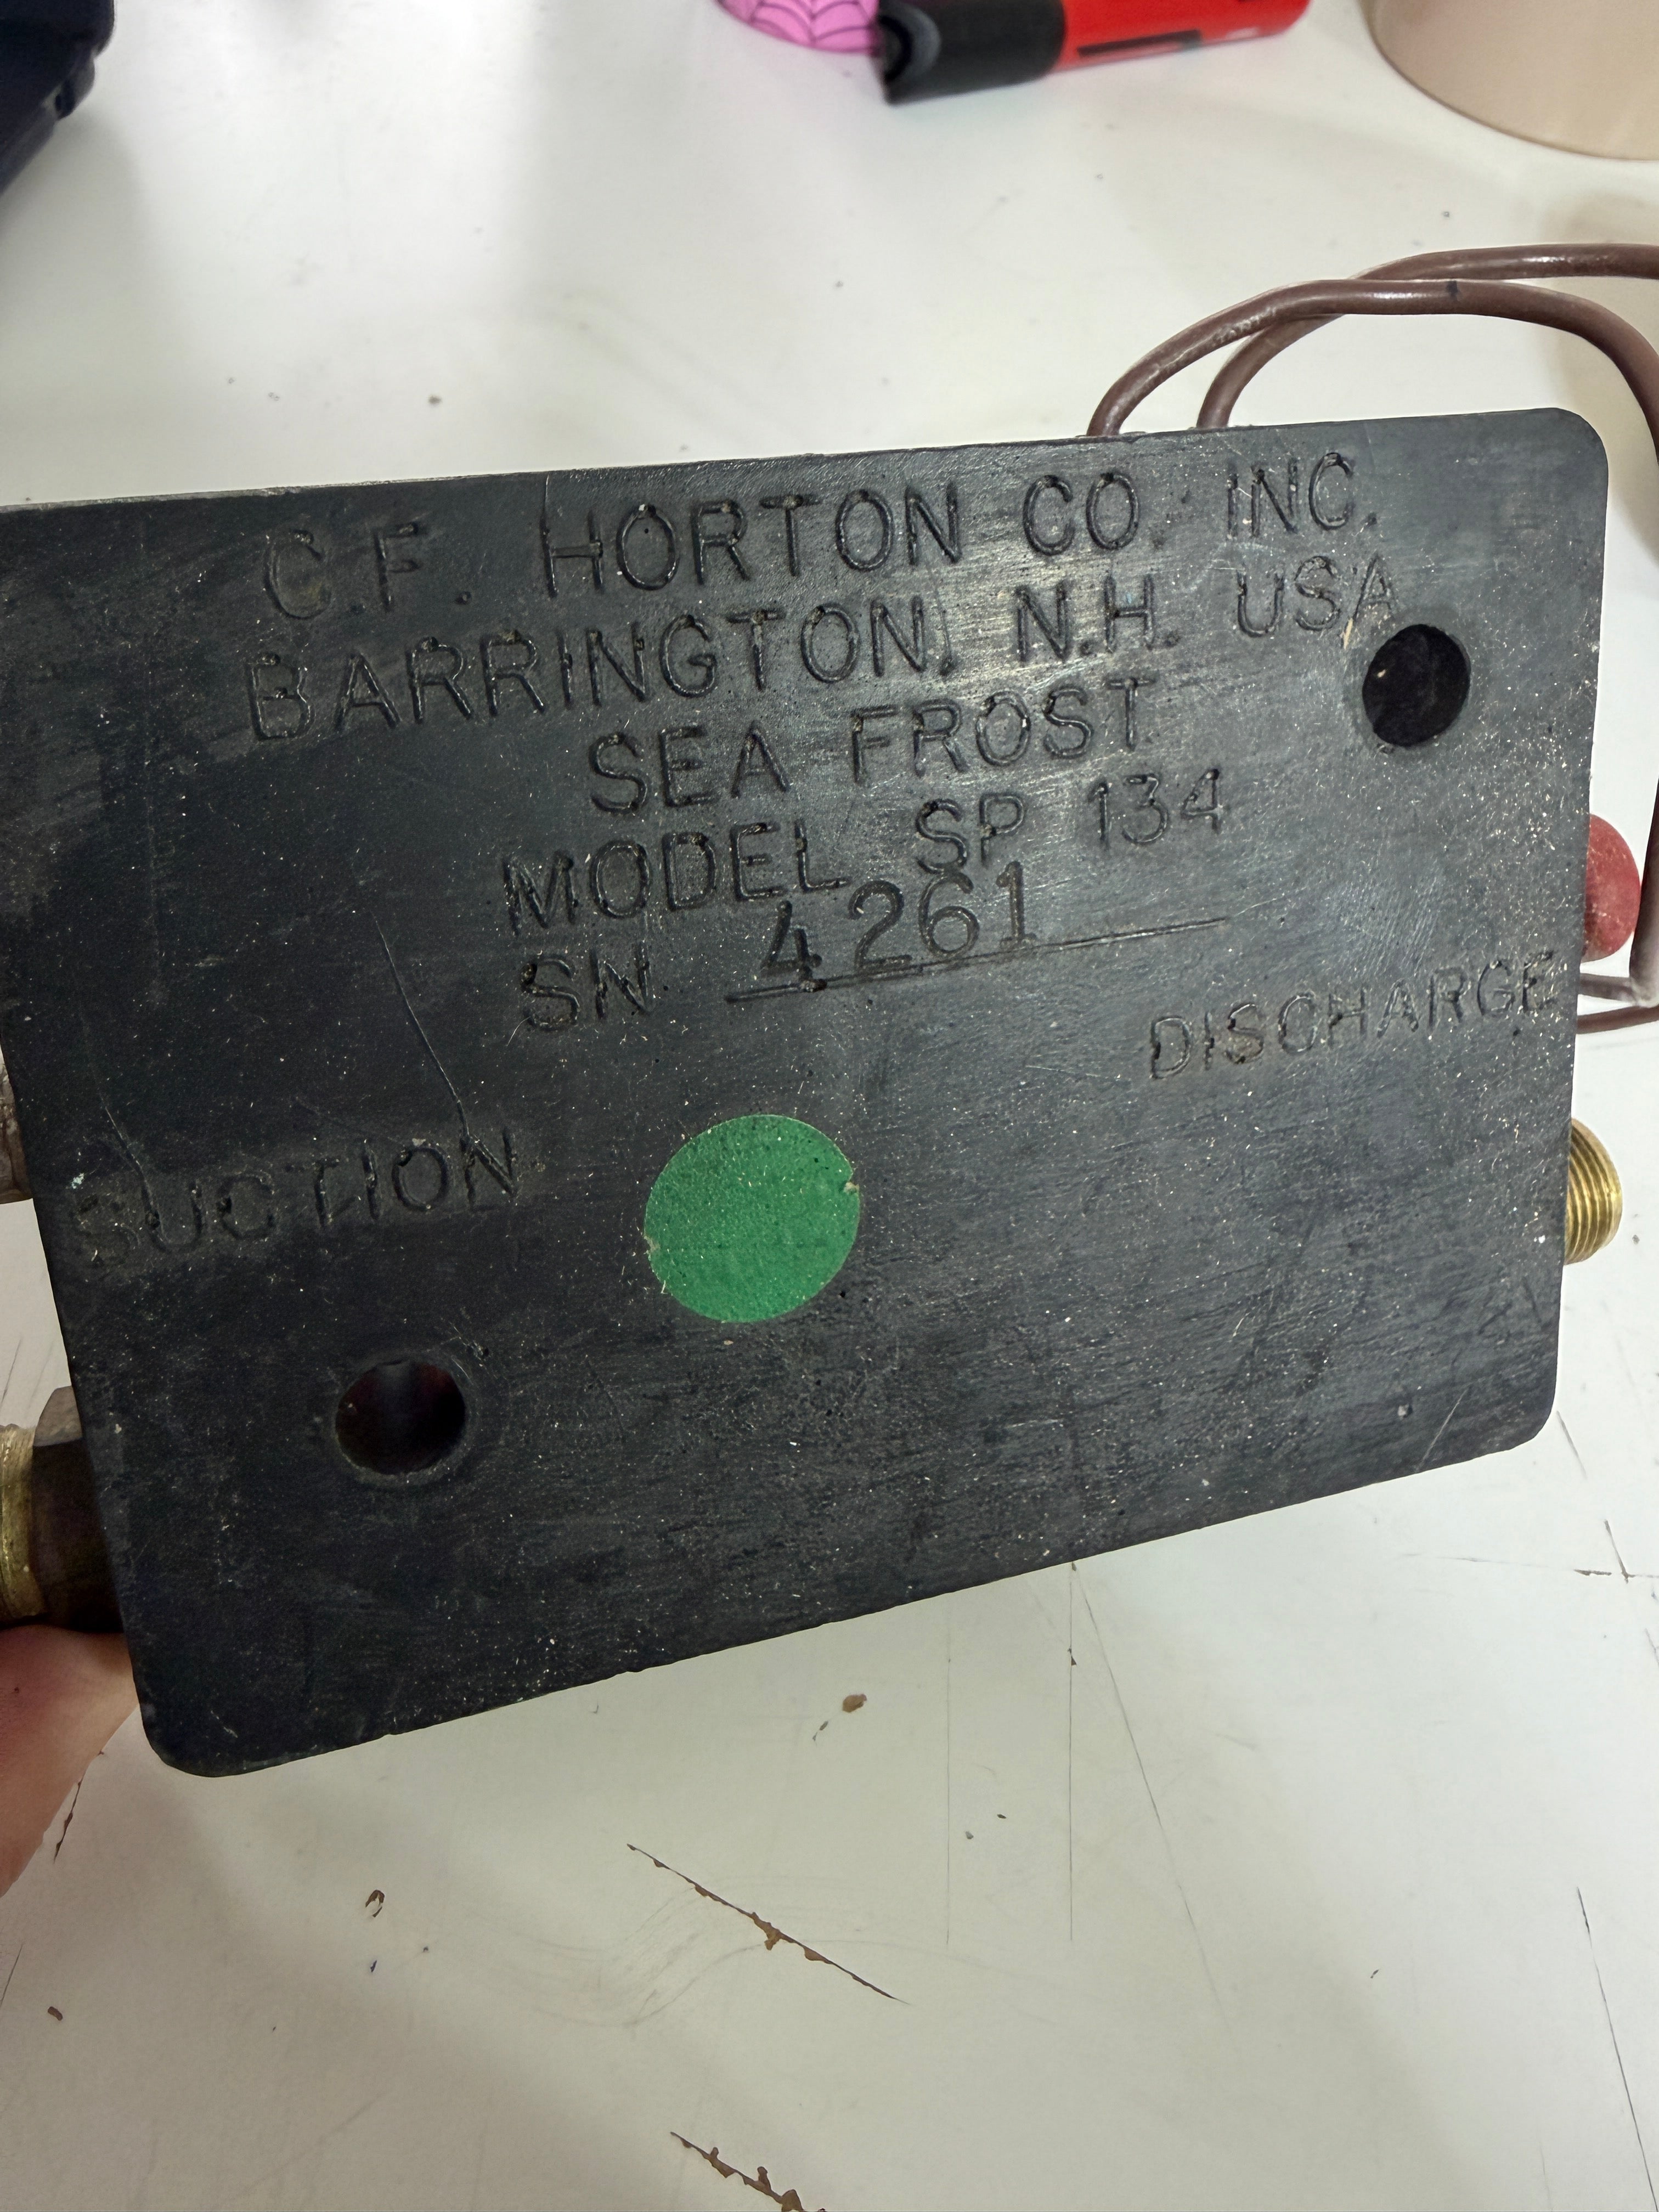 C.F. HORTON CO. INC.
BARRINGTON, N.H. USA
SEA FROST
MODEL SP 134
SN 4261
DISCHARGE
SUCTION